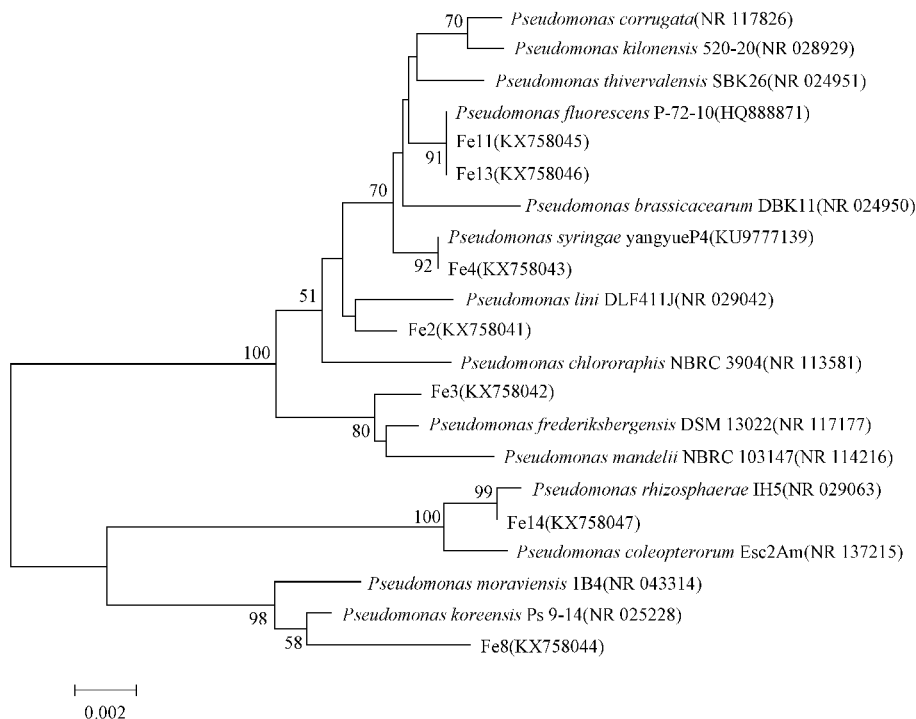 70
Pseudomonas corrugata(NR 117826)
Pseudomonas kilonensis 520-20(NR 028929)
Pseudomonas thivervalensis SBK26(NR 024951)
Pseudomonas fluorescens P-72-10(HQ888871)
Fe11(KX758045)
91
Fe13(KX758046)
70
Pseudomonas brassicacearum DBK11(NR 024950)
Pseudomonas syringae yangyueP4(KU9777139)
92
Fe4(KX758043)
51
Pseudomonas lini DLF411J(NR 029042)
Fe2(KX758041)
100
Pseudomonas chlororaphis NBRC 3904(NR 113581)
Fe3(KX758042)
80
Pseudomonas frederiksbergensis DSM 13022(NR 117177)
Pseudomonas mandelii NBRC 103147(NR 114216)
99
Pseudomonas rhizosphaerae IH5(NR 029063)
100
Fe14(KX758047)
Pseudomonas coleopterorum Esc2Am(NR 137215)
Pseudomonas moraviensis 1B4(NR 043314)
98
Pseudomonas koreensis Ps 9-14(NR 025228)
58
Fe8(KX758044)
0.002